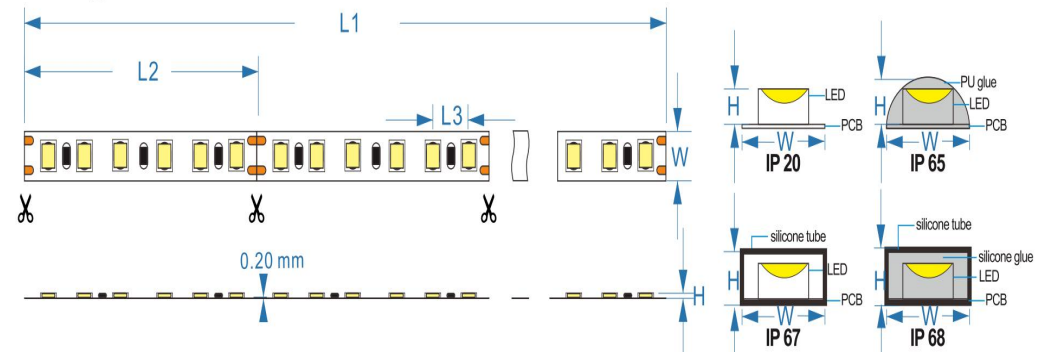 L1
L2
L3
W
0.20 mm
H
H
LED
PCB
W
IP 20
H
PU glue
LED
PCB
W
IP 65
silicone tube
H
LED
PCB
W
IP 67
silicone tube
silicone glue
H
LED
PCB
W
IP 68